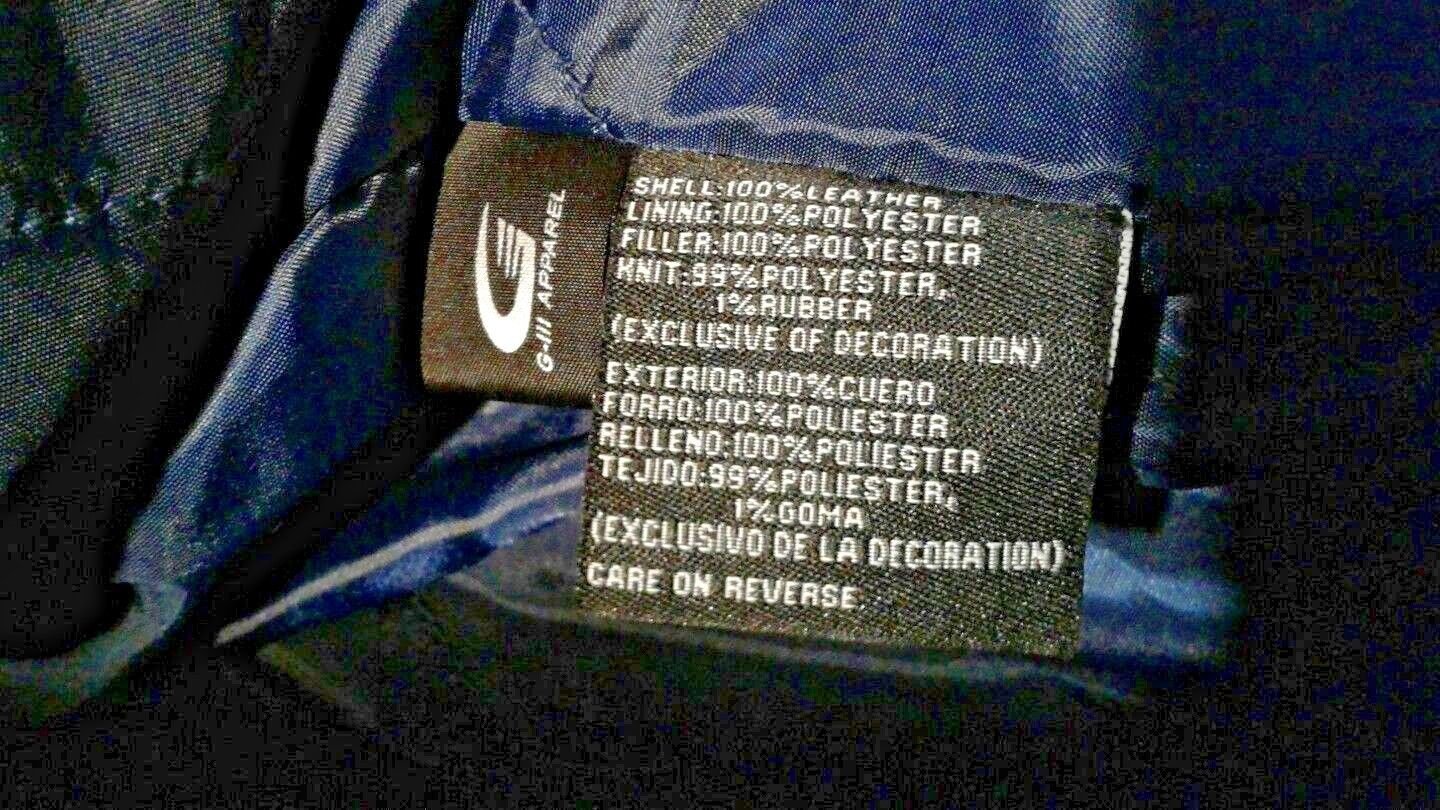 G-III APPAREL
SHELL:100%LEATHER
LINING:100%POLYESTER
FILLER:100%POLYESTER
KNIT:99%POLYESTER,
1%RUBBER
(EXCLUSIVE OF DECORATION)
EXTERIOR:100%CUERO
FORRO:100%POLIESTER
RELLENO:100%POLIESTER
TEJIDO:99%POLIESTER,
1%GOMA
(EXCLUSIVO DE LA DECORATION)
CARE ON REVERSE